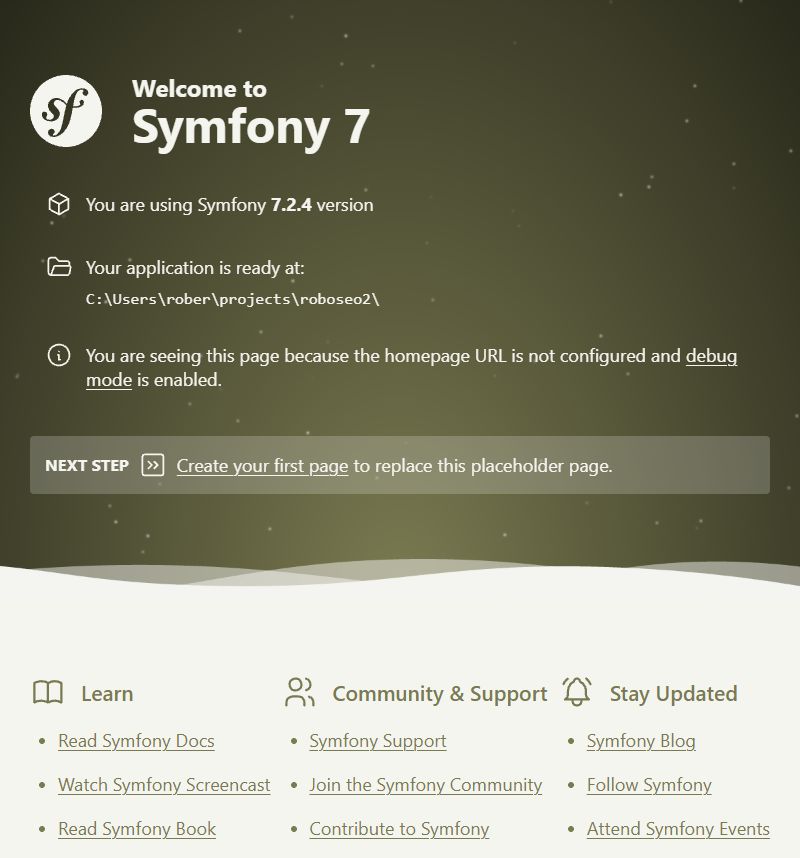 sf
Welcome to
Symfony 7
You are using Symfony 7.2.4 version
Your application is ready at:
C:\Users\rober\projects\roboseo2\
You are seeing this page because the homepage URL is not configured and debug
mode is enabled.
NEXT STEP Create your first page to replace this placeholder page.
Learn
Read Symfony Docs
Watch Symfony Screencast
Read Symfony Book
Community & Support
Symfony Support
Join the Symfony Community
Contribute to Symfony
Stay Updated
Symfony Blog
Follow Symfony
Attend Symfony Events